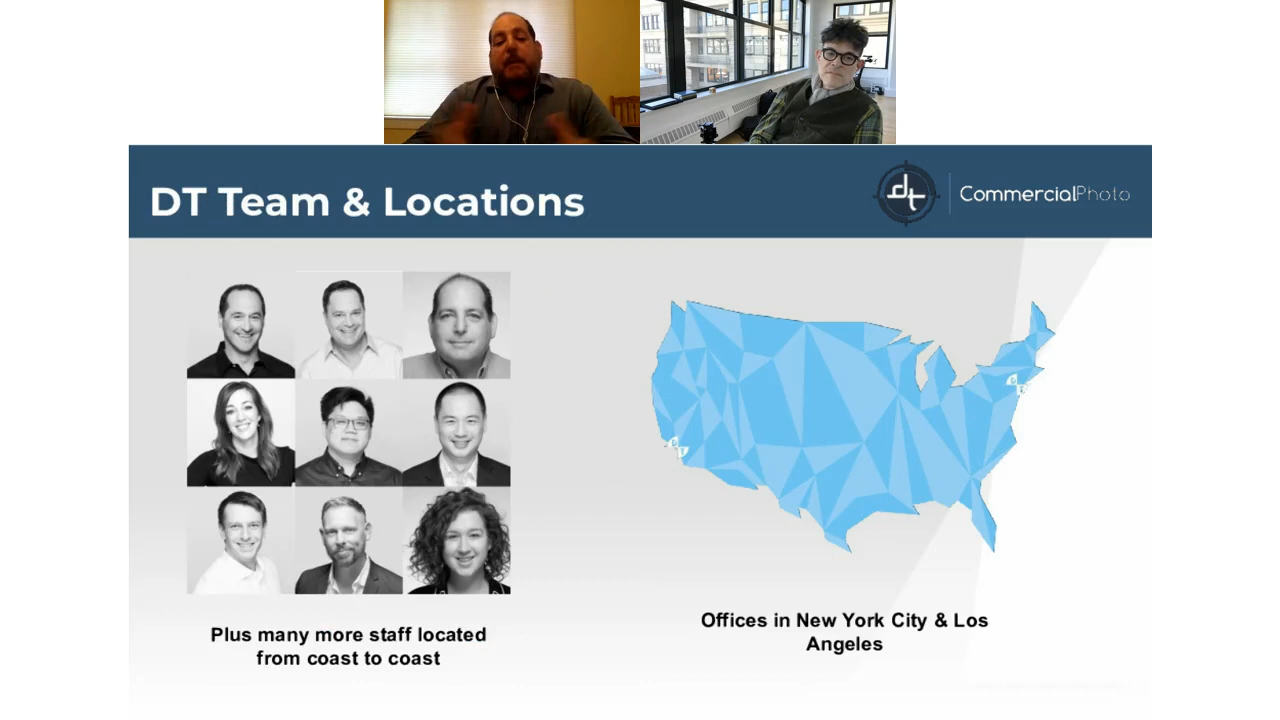 DT Team & Locations
dt
CommercialPhoto
Plus many more staff located
from coast to coast
Offices in New York City & Los
Angeles